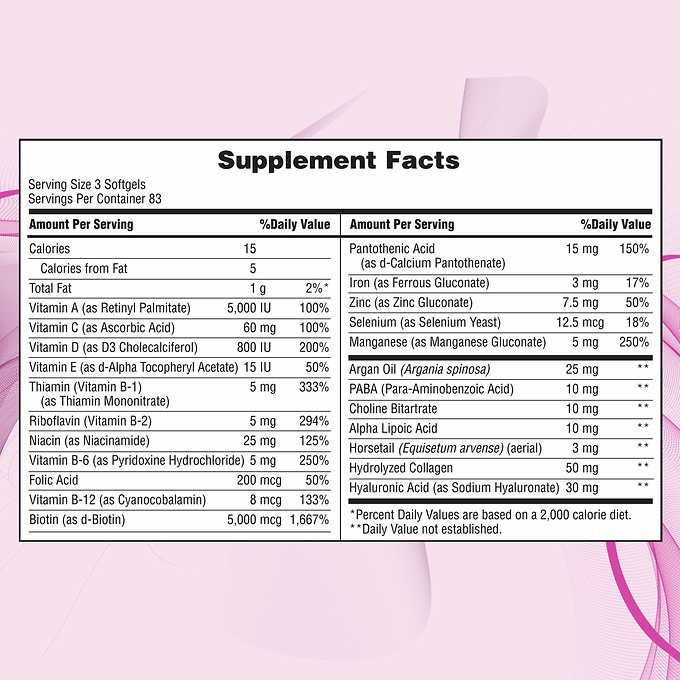 Supplement Facts
Serving Size 3 Softgels
Servings Per Container 83
Amount Per Serving %Daily Value
Calories 15
Calories from Fat 5
Total Fat 1 g 2%*
Vitamin A (as Retinyl Palmitate) 5,000 IU 100%
Vitamin C (as Ascorbic Acid) 60 mg 100%
Vitamin D (as D3 Cholecalciferol) 800 IU 200%
Vitamin E (as d-Alpha Tocopheryl Acetate) 15 IU 50%
Thiamin (Vitamin B-1) 5 mg 333%
(as Thiamin Mononitrate)
Riboflavin (Vitamin B-2) 5 mg 294%
Niacin (as Niacinamide) 25 mg 125%
Vitamin B-6 (as Pyridoxine Hydrochloride) 5 mg 250%
Folic Acid 200 mcg 50%
Vitamin B-12 (as Cyanocobalamin) 8 mcg 133%
Biotin (as d-Biotin) 5,000 mcg 1,667%
Amount Per Serving %Daily Value
Pantothenic Acid 15 mg 150%
(as d-Calcium Pantothenate)
Iron (as Ferrous Gluconate) 3 mg 17%
Zinc (as Zinc Gluconate) 7.5 mg 50%
Selenium (as Selenium Yeast) 12.5 mcg 18%
Manganese (as Manganese Gluconate) 5 mg 250%
Argan Oil (Argania spinosa) 25 mg **
PABA (Para-Aminobenzoic Acid) 10 mg **
Choline Bitartrate 10 mg **
Alpha Lipoic Acid 10 mg **
Horsetail (Equisetum arvense) (aerial) 3 mg **
Hydrolyzed Collagen 50 mg **
Hyaluronic Acid (as Sodium Hyaluronate) 30 mg **
*Percent Daily Values are based on a 2,000 calorie diet.
**Daily Value not established.